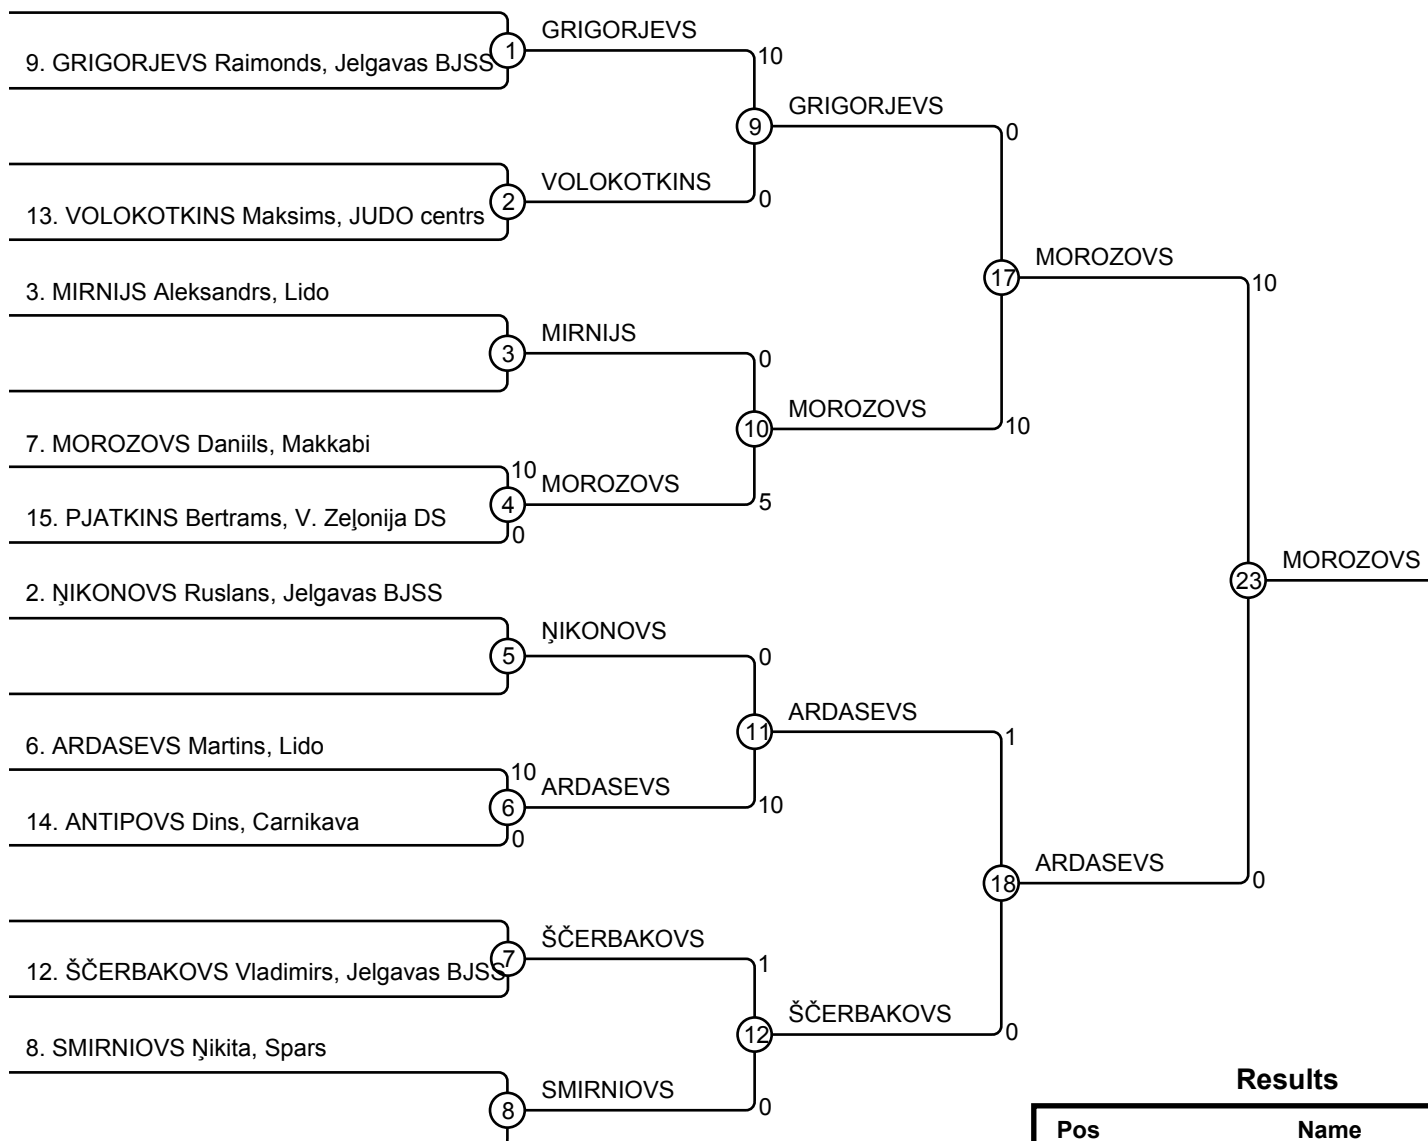 GRIGORJEVS
1
9. GRIGORJEVS Raimonds, Jelgavas BJSS
10
GRIGORJEVS
9
0
VOLOKOTKINS
2
0
13. VOLOKOTKINS Maksims, JUDO centrs
MOROZOVS
17
10
3. MIRNIJS Aleksandrs, Lido
MIRNIJS
3
0
MOROZOVS
10
10
7. MOROZOVS Daniils, Makkabi
10
MOROZOVS
4
5
15. PJATKINS Bertrams, V. Zeļonija DS
0
MOROZOVS
23
2. ŅIKONOVS Ruslans, Jelgavas BJSS
ŅIKONOVS
5
0
ARDASEVS
11
1
6. ARDASEVS Martins, Lido
10
ARDASEVS
6
10
14. ANTIPOVS Dins, Carnikava
0
ARDASEVS
18
0
ŠČERBAKOVS
7
1
12. ŠČERBAKOVS Vladimirs, Jelgavas BJSS
ŠČERBAKOVS
12
0
8. SMIRNIOVS Ņikita, Spars
SMIRNIOVS
8
0
Results
Pos Name